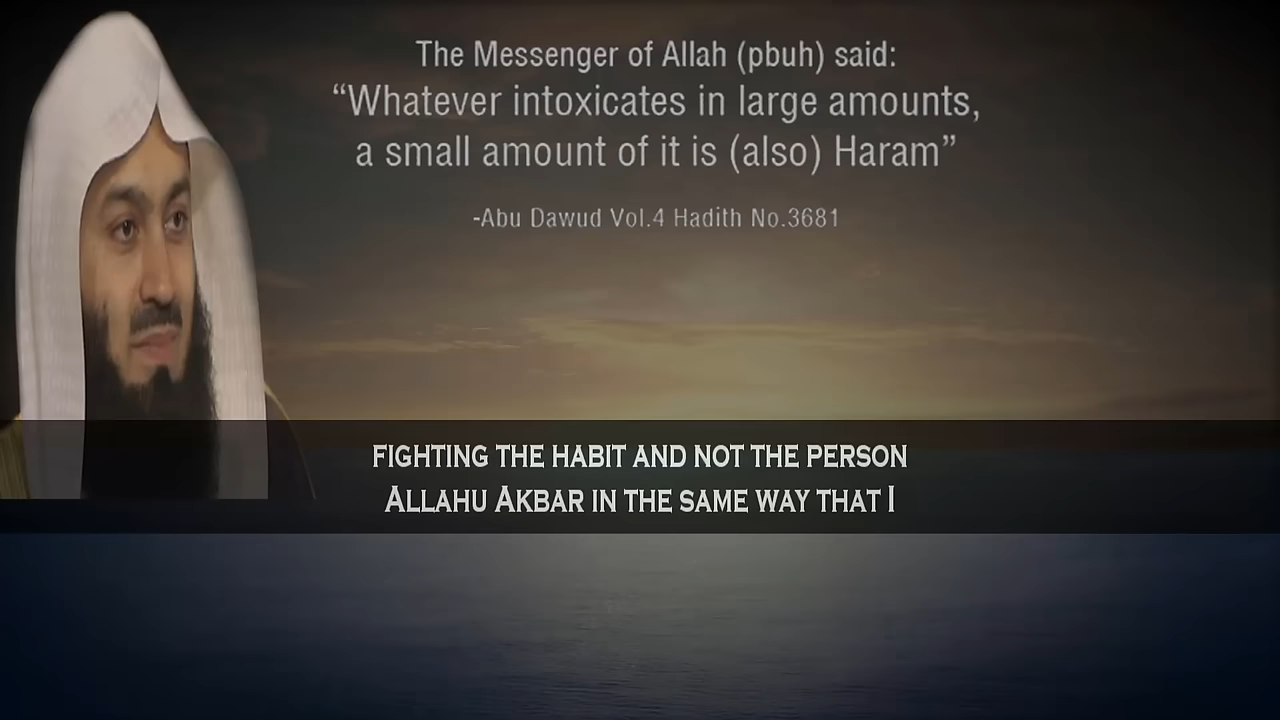 The Messenger of Allah (pbuh) said:
“Whatever intoxicates in large amounts,
a small amount of it is (also) Haram”
-Abu Dawud Vol.4 Hadith No.3681
FIGHTING THE HABIT AND NOT THE PERSON
ALLAHU AKBAR IN THE SAME WAY THAT I